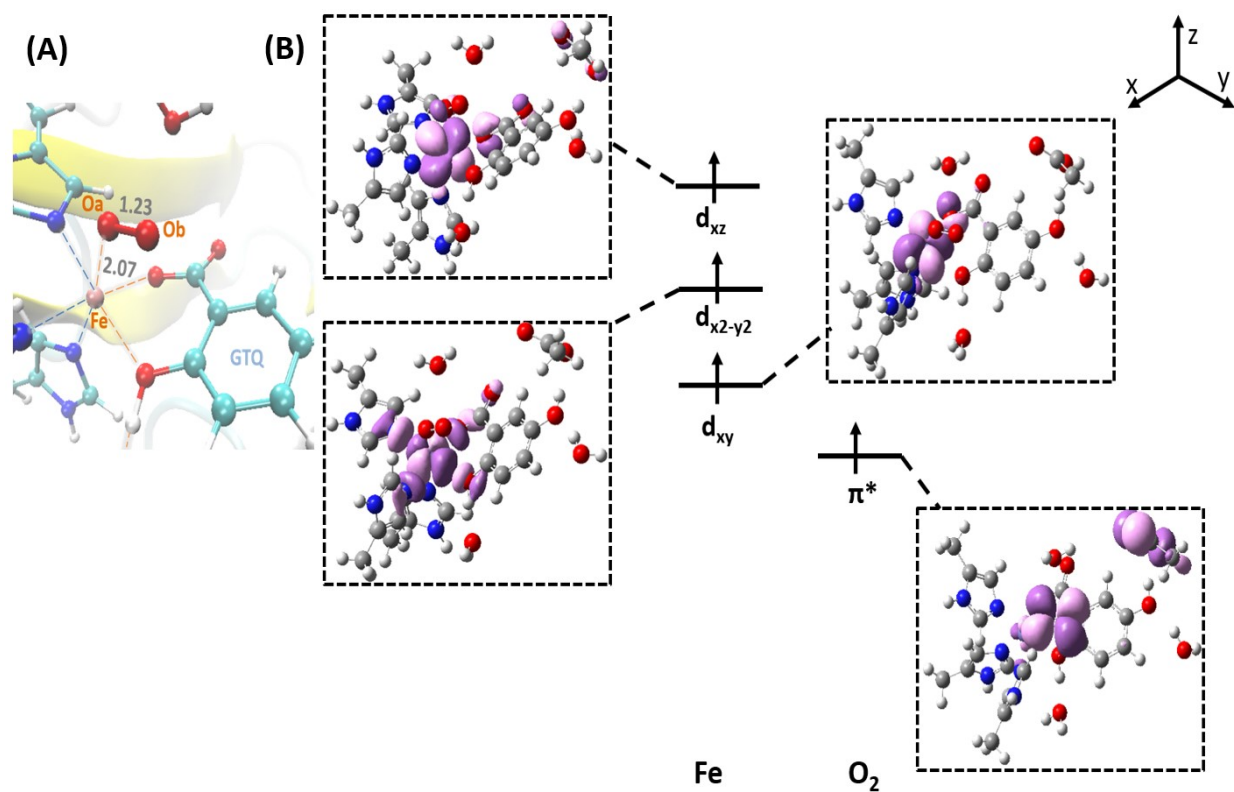 (A)
(B)
z
x
y
Oa
1.23
Ob
2.07
Fe
GTQ
dxz
dx2-y2
dxy
π*
Fe
O2